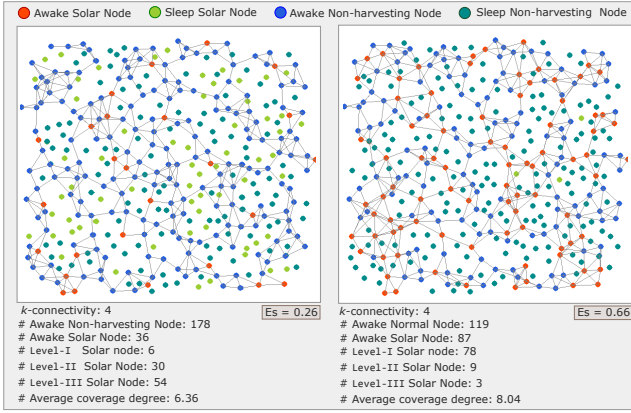 Awake Solar Node Sleep Solar Node Awake Non-harvesting Node Sleep Non-harvesting Node
k-connectivity: 4
Es = 0.26
# Awake Non-harvesting Node: 178
# Awake Solar Node: 36
# Level-I Solar node: 6
# Level-II Solar Node: 30
# Level-III Solar Node: 54
# Average coverage degree: 6.36
k-connectivity: 4
Es = 0.66
# Awake Normal Node: 119
# Awake Solar Node: 87
# Level-I Solar node: 78
# Level-II Solar Node: 9
# Level-III Solar Node: 3
# Average coverage degree: 8.04